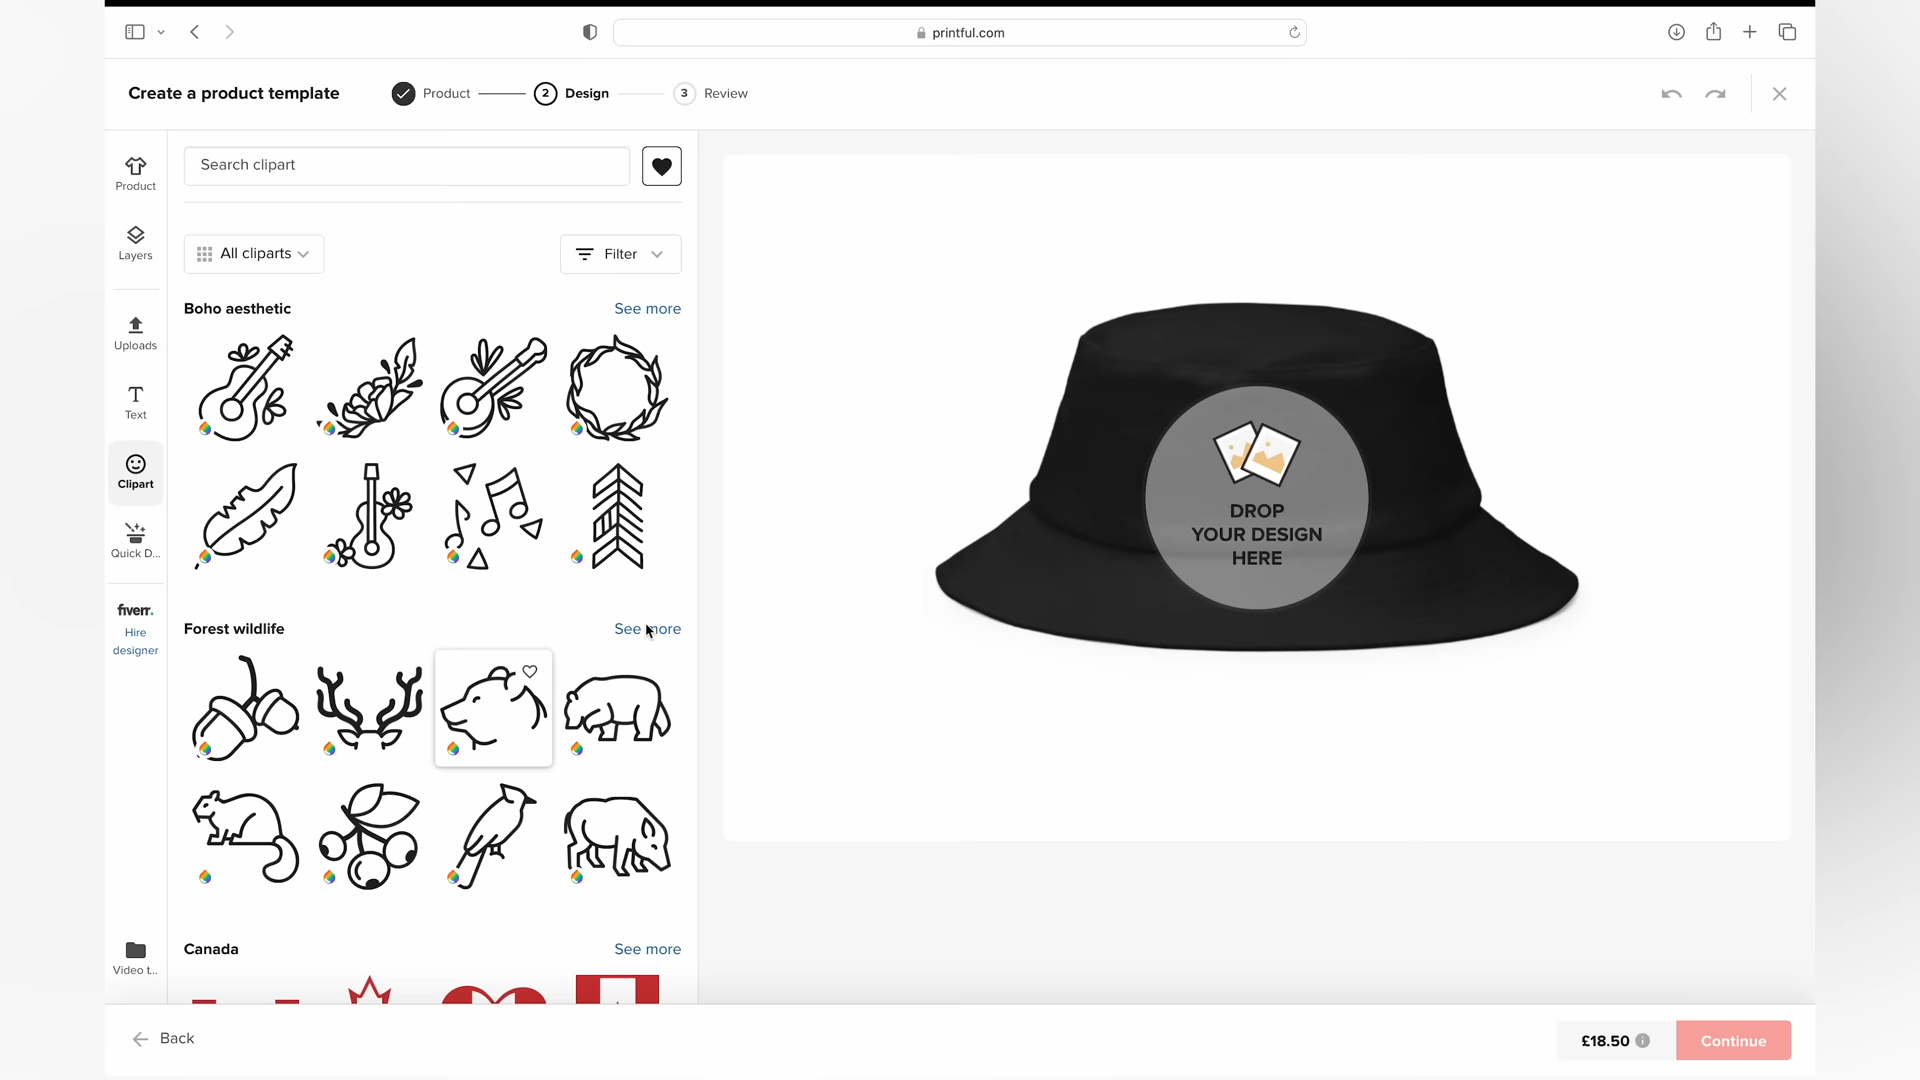 printful.com
Create a product template
Product
2
Design
3
Review
Product
Layers
Uploads
Text
Clipart
Quick D...
fiverr.
Hire
designer
Video t...
Search clipart
All cliparts
Filter
Boho aesthetic
See more
Forest wildlife
See more
Canada
See more
DROP
YOUR DESIGN
HERE
Back
£18.50
Continue